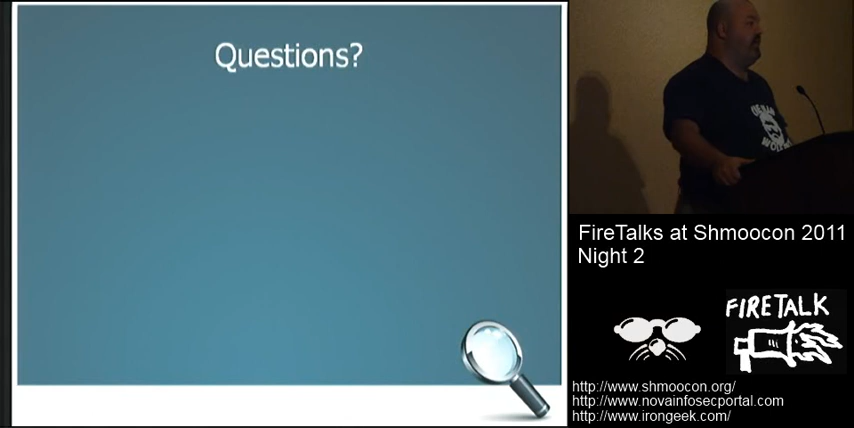 Questions?
FireTalks at Shmoocon 2011
Night 2
FIRETALK
http://www.shmoocon.org/
http://www.novainfosecportal.com
http://www.irongeek.com/